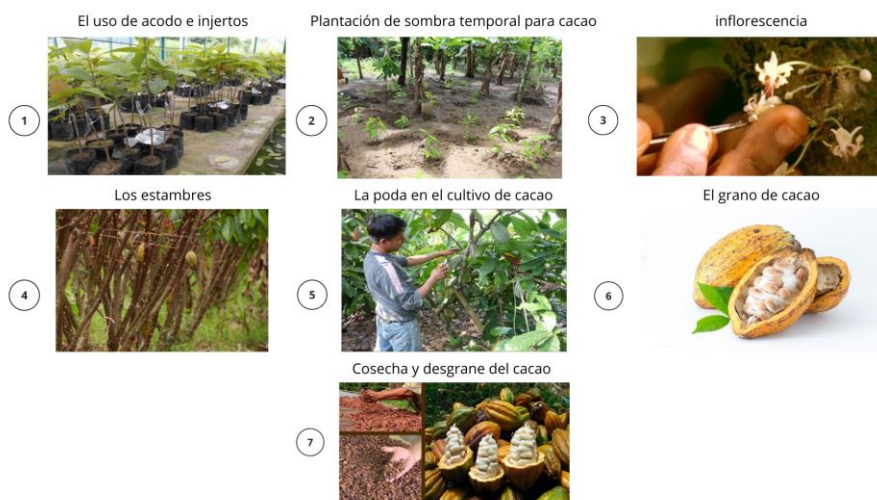 El uso de acodo e injertos
Plantación de sombra temporal para cacao
inflorescencia
1
2
3
Los estambres
La poda en el cultivo de cacao
El grano de cacao
4
5
6
Cosecha y desgrane del cacao
7